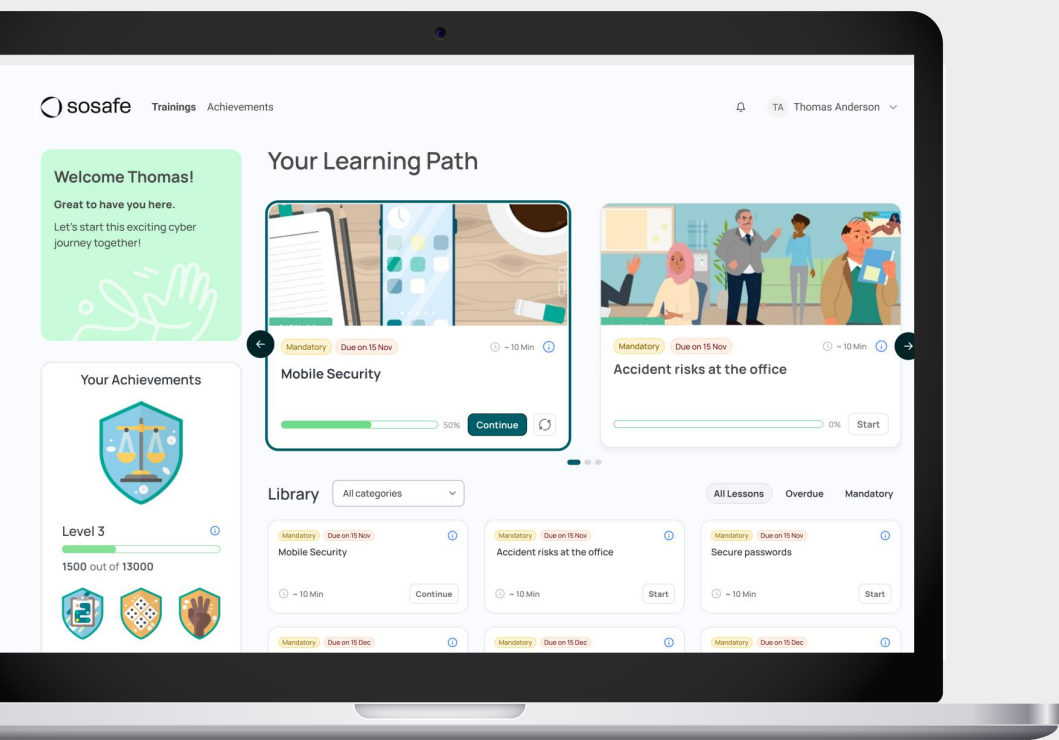 sosafe
Trainings Achievements
TA Thomas Anderson
Welcome Thomas!
Great to have you here.
Let's start this exciting cyber
journey together!
Your Achievements
Level 3
1500 out of 13000
Your Learning Path
Mandatory Due on 15 Nov ~ 10 Min
Mobile Security
50% Continue
Mandatory Due on 15 Nov ~ 10 Min
Accident risks at the office
0% Start
Library All categories
All Lessons Overdue Mandatory
Mandatory Due on 15 Nov
Mobile Security
~ 10 Min Continue
Mandatory Due on 15 Nov
Accident risks at the office
~ 10 Min Start
Mandatory Due on 15 Nov
Secure passwords
~ 10 Min Start
Mandatory Due on 15 Dec
Mandatory Due on 15 Dec
Mandatory Due on 15 Dec